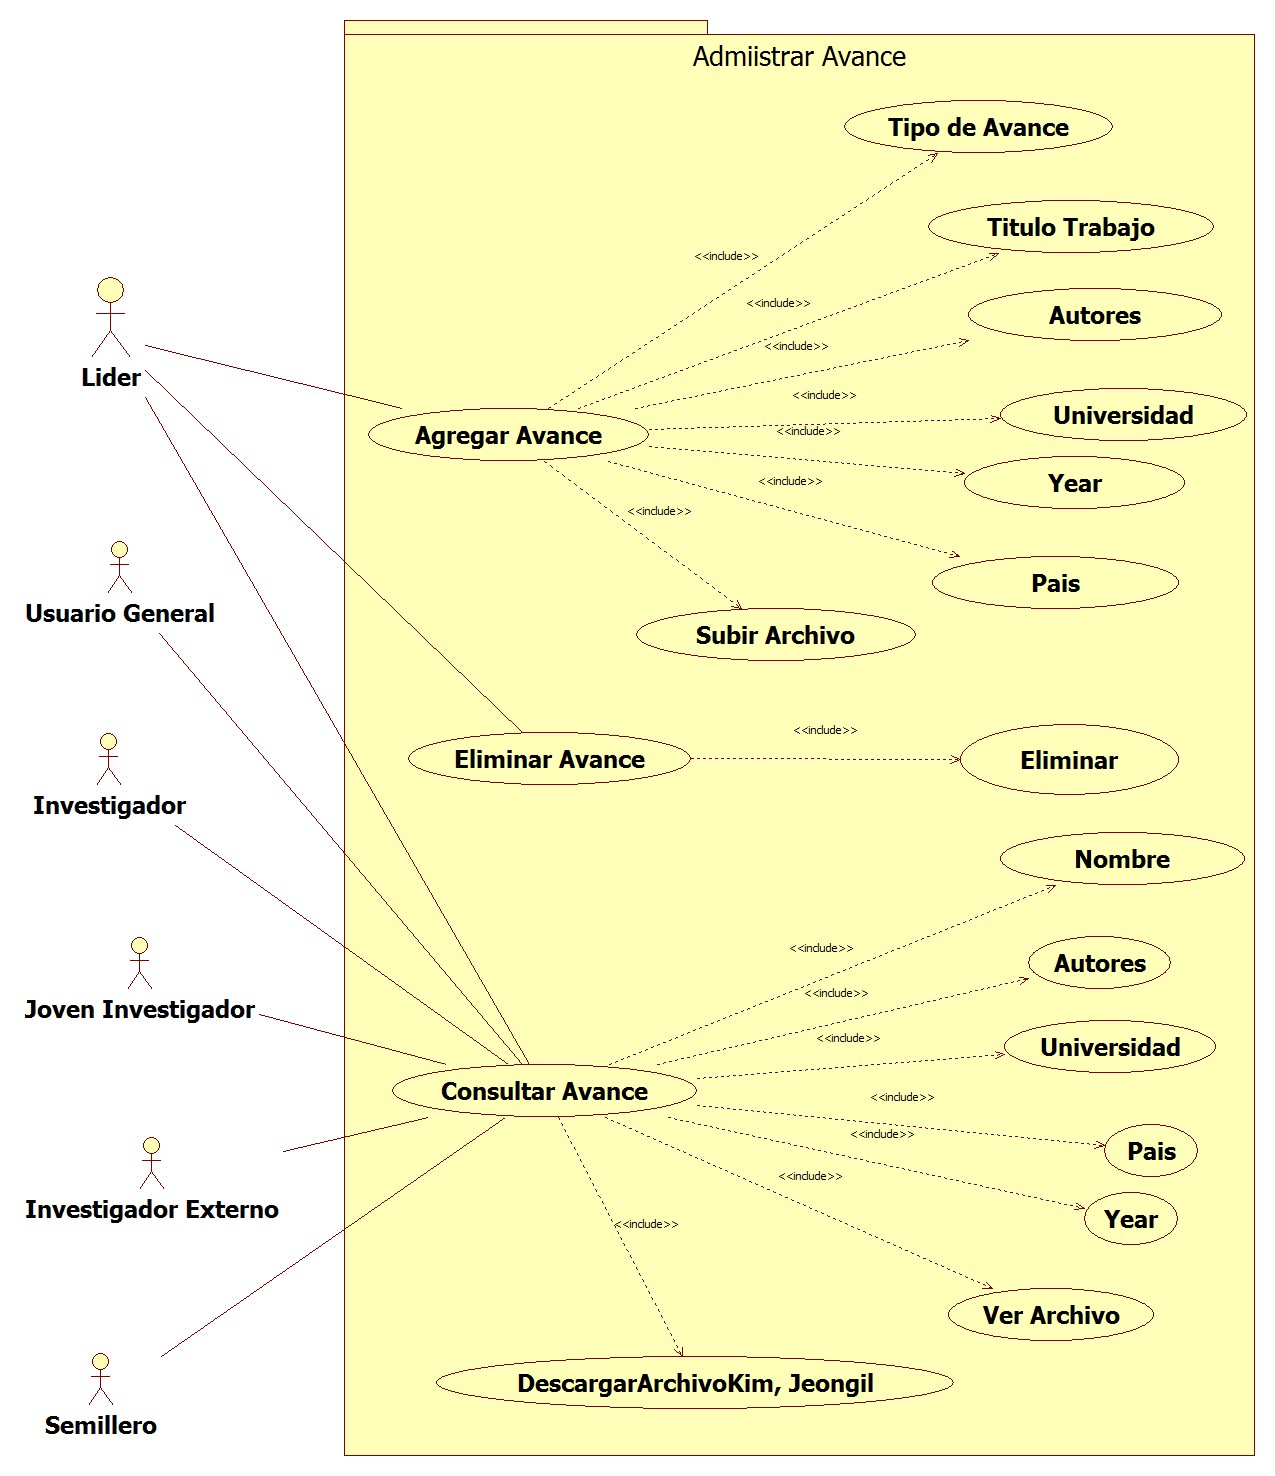 Admiistrar Avance
Tipo de Avance
Titulo Trabajo
<<include>>
<<include>>
Autores
<<include>>
Lider
<<include>>
Universidad
Agregar Avance
<<include>>
Year
<<include>>
<<include>>
Pais
Usuario General
Subir Archivo
<<include>>
Eliminar Avance
Eliminar
Investigador
Nombre
<<include>>
Autores
<<include>>
Joven Investigador
<<include>>
Universidad
Consultar Avance
<<include>>
<<include>>
Pais
<<include>>
Investigador Externo
Year
<<include>>
Ver Archivo
DescargarArchivoKim, Jeongil
Semillero